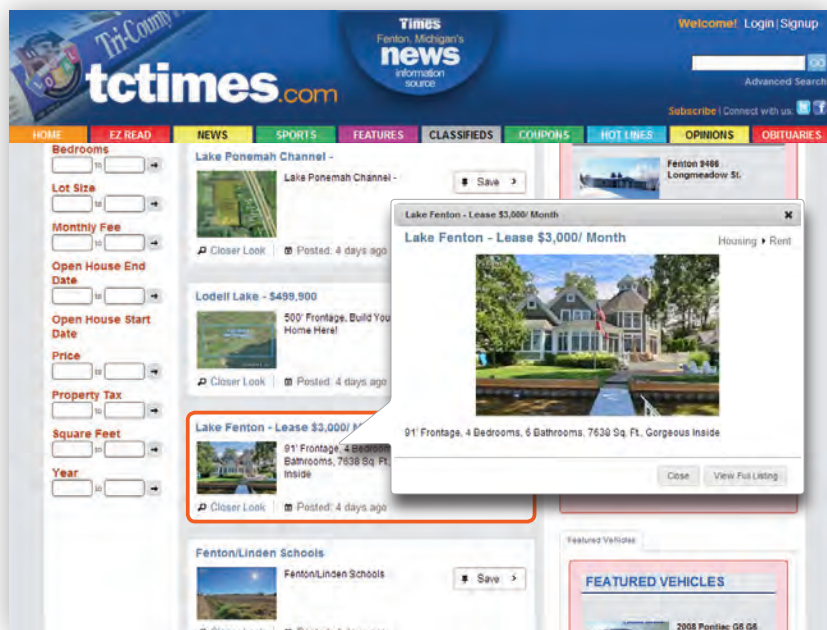 Tri-County
Times
Fenton, Michigan's
news
information
source
VOTE
tctimes.com
Welcome! Login | Signup
GO
Advanced Search
Subscribe | Connect with us:
HOME EZ READ NEWS SPORTS FEATURES CLASSIFIEDS COUPONS HOT LINES OPINIONS OBITUARIES
Bedrooms
to
Lot Size
to
Monthly Fee
to
Open House End
Date
to
Open House Start
Date
Price
to
Property Tax
to
Square Feet
to
Year
to
Lake Ponemah Channel -
Lake Ponemah Channel -
Save
Closer Look Posted: 4 days ago
Lodell Lake - $499,900
500' Frontage, Build You
Home Here!
Closer Look Posted: 4 days ago
Lake Fenton - Lease $3,000/ M
91' Frontage, 4 Bedroom
Bathrooms, 7638 Sq. Ft.,
Inside
Closer Look Posted: 4 days ago
Fenton/Linden Schools
Fenton/Linden Schools
Save
Fenton 9466
Longmeadow St.
Lake Fenton - Lease $3,000/ Month
Lake Fenton - Lease $3,000/ Month
Housing Rent
91' Frontage, 4 Bedrooms, 6 Bathrooms, 7638 Sq. Ft., Gorgeous Inside
Close View Full Listing
Featured Vehicles
FEATURED VEHICLES
2008 Pontiac G6 G6